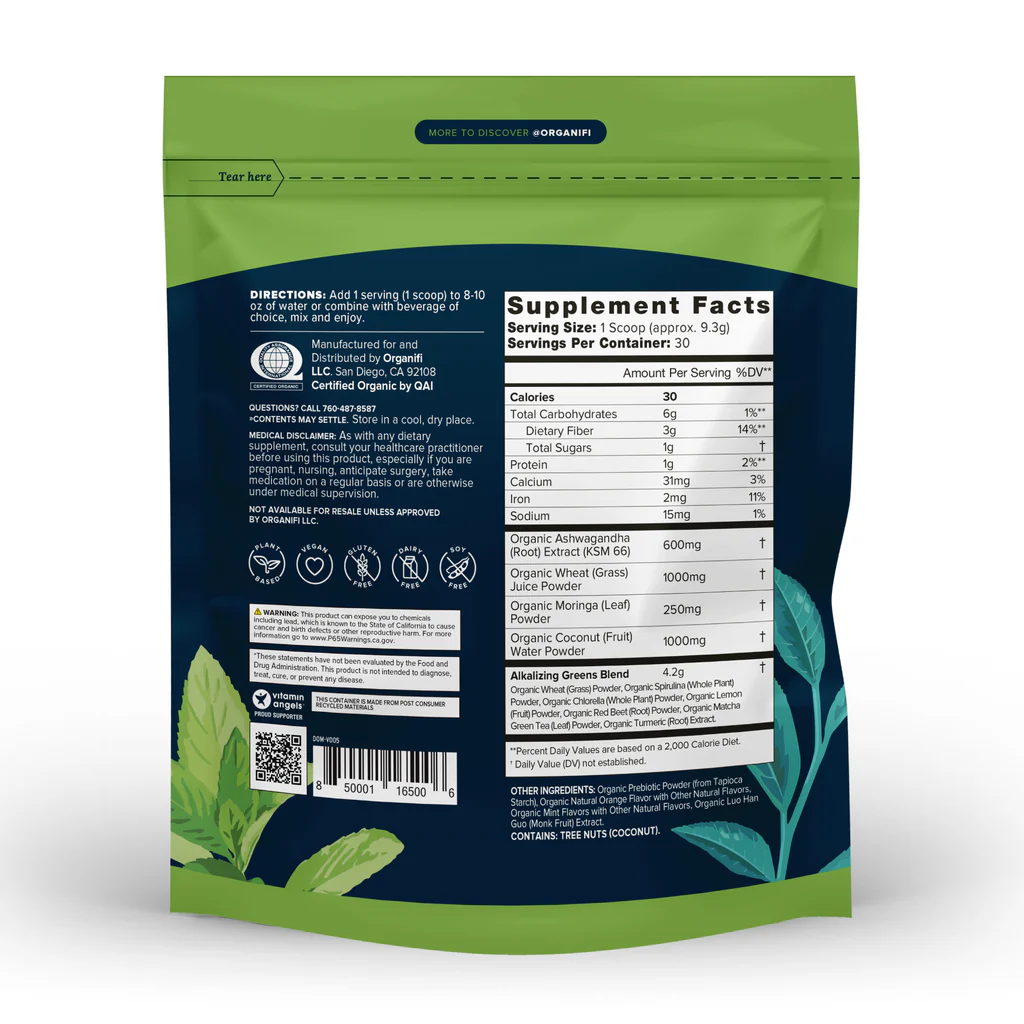 MORE TO DISCOVER @ORGANIFI
Tear here
DIRECTIONS: Add 1 serving (1 scoop) to 8-10
oz of water or combine with beverage of
choice, mix and enjoy.
QUALITY ASSURANCE
INTERNATIONAL
CERTIFIED ORGANIC
Manufactured for and
Distributed by Organifi
LLC. San Diego, CA 92108
Certified Organic by QAI
QUESTIONS? CALL 760-487-8587
»CONTENTS MAY SETTLE. Store in a cool, dry place.
MEDICAL DISCLAIMER: As with any dietary
supplement, consult your healthcare practitioner
before using this product, especially if you are
pregnant, nursing, anticipate surgery, take
medication on a regular basis or are otherwise
under medical supervision.
NOT AVAILABLE FOR RESALE UNLESS APPROVED
BY ORGANIFI LLC.
PLANT BASED
VEGAN
GLUTEN FREE
DAIRY FREE
SOY FREE
WARNING: This product can expose you to chemicals
including lead, which is known to the State of California to cause
cancer and birth defects or other reproductive harm. For more
information go to www.P65Warnings.ca.gov.
*These statements have not been evaluated by the Food and
Drug Administration. This product is not intended to diagnose,
treat, cure, or prevent any disease.
vitamin
angels
PROUD SUPPORTER
THIS CONTAINER IS MADE FROM POST CONSUMER
RECYCLED MATERIALS
DOM-V005
8 50001 16500 6
Supplement Facts
Serving Size: 1 Scoop (approx. 9.3g)
Servings Per Container: 30
Amount Per Serving %DV**
Calories 30
Total Carbohydrates 6g 1%**
Dietary Fiber 3g 14%**
Total Sugars 1g †
Protein 1g 2%**
Calcium 31mg 3%
Iron 2mg 11%
Sodium 15mg 1%
Organic Ashwagandha
(Root) Extract (KSM 66) 600mg †
Organic Wheat (Grass)
Juice Powder 1000mg †
Organic Moringa (Leaf)
Powder 250mg †
Organic Coconut (Fruit)
Water Powder 1000mg †
Alkalizing Greens Blend 4.2g †
Organic Wheat (Grass) Powder, Organic Spirulina (Whole Plant)
Powder, Organic Chlorella (Whole Plant) Powder, Organic Lemon
(Fruit) Powder, Organic Red Beet (Root) Powder, Organic Matcha
Green Tea (Leaf) Powder, Organic Turmeric (Root) Extract.
**Percent Daily Values are based on a 2,000 Calorie Diet.
† Daily Value (DV) not established.
OTHER INGREDIENTS: Organic Prebiotic Powder (from Tapioca
Starch), Organic Natural Orange Flavor with Other Natural Flavors,
Organic Mint Flavors with Other Natural Flavors, Organic Luo Han
Guo (Monk Fruit) Extract.
CONTAINS: TREE NUTS (COCONUT).